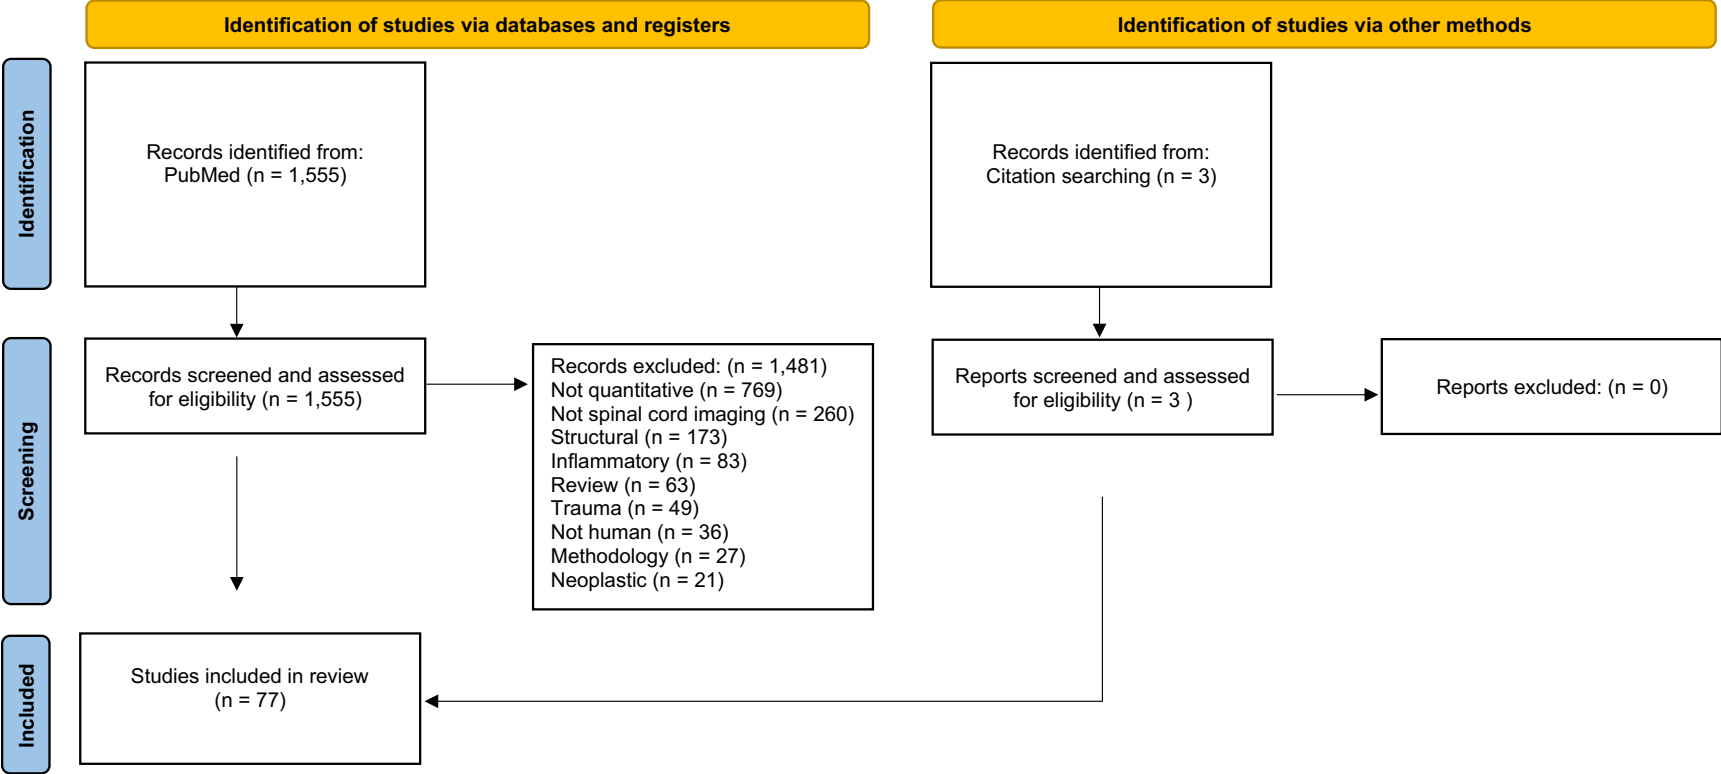 Identification of studies via databases and registers
Identification of studies via other methods
Identification
Records identified from:
PubMed (n = 1,555)
Records identified from:
Citation searching (n = 3)
Screening
Records screened and assessed
for eligibility (n = 1,555)
Records excluded: (n = 1,481)
Not quantitative (n = 769)
Not spinal cord imaging (n = 260)
Structural (n = 173)
Inflammatory (n = 83)
Review (n = 63)
Trauma (n = 49)
Not human (n = 36)
Methodology (n = 27)
Neoplastic (n = 21)
Reports screened and assessed
for eligibility (n = 3 )
Reports excluded: (n = 0)
Included
Studies included in review
(n = 77)